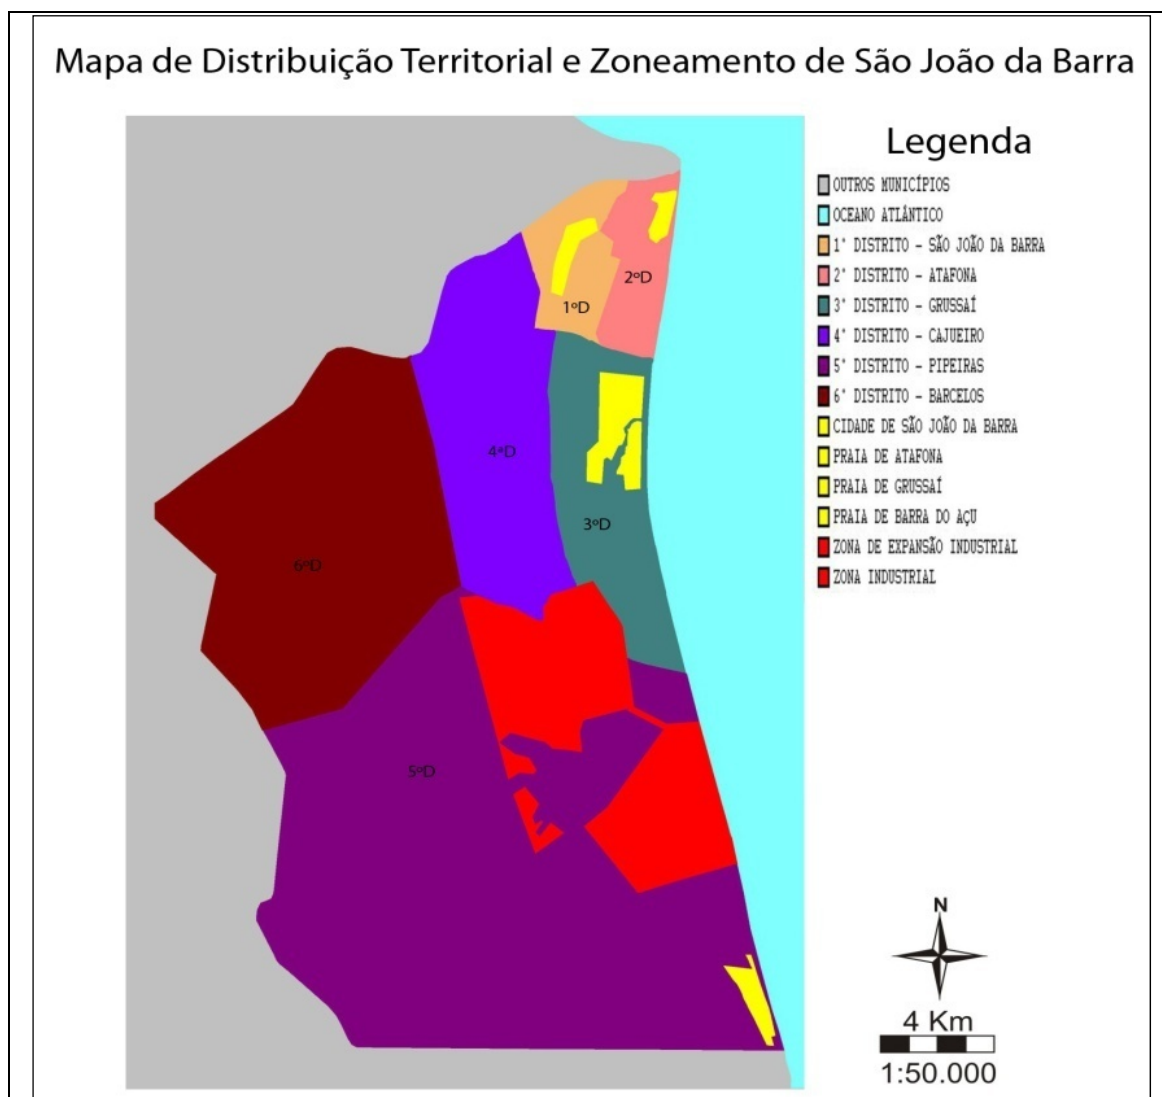 Mapa de Distribuição Territorial e Zoneamento de São João da Barra
Legenda
OUTROS MUNICÍPIOS
OCEANO ATLÂNTICO
1° DISTRITO - SÃO JOÃO DA BARRA
2° DISTRITO - ATAFONA
3° DISTRITO - GRUSSAÍ
4° DISTRITO - CAJUEIRO
5° DISTRITO - PIPEIRAS
6° DISTRITO - BARCELOS
CIDADE DE SÃO JOÃO DA BARRA
PRAIA DE ATAFONA
PRAIA DE GRUSSAÍ
PRAIA DE BARRA DO AÇU
ZONA DE EXPANSÃO INDUSTRIAL
ZONA INDUSTRIAL
2ºD
1ºD
4ºD
3ºD
6ºD
5ºD
N
4 Km
1:50.000